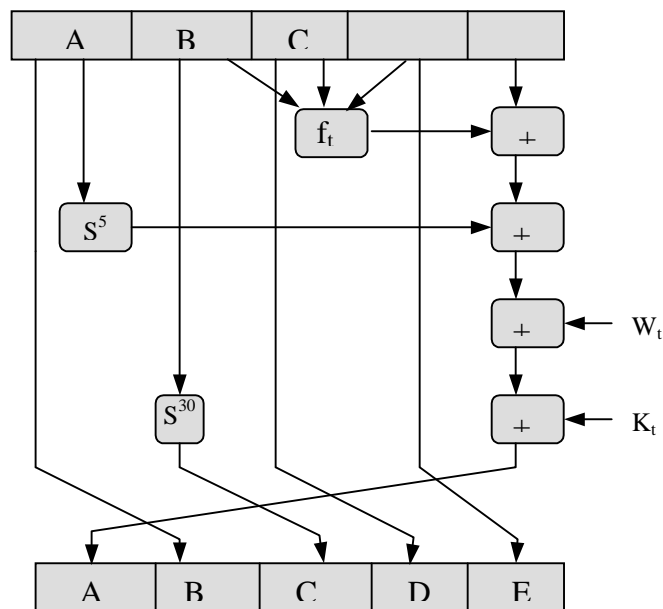 A B C
f_t
+
S^5
+
+
W_t
S^30
+
K_t
A B C D E